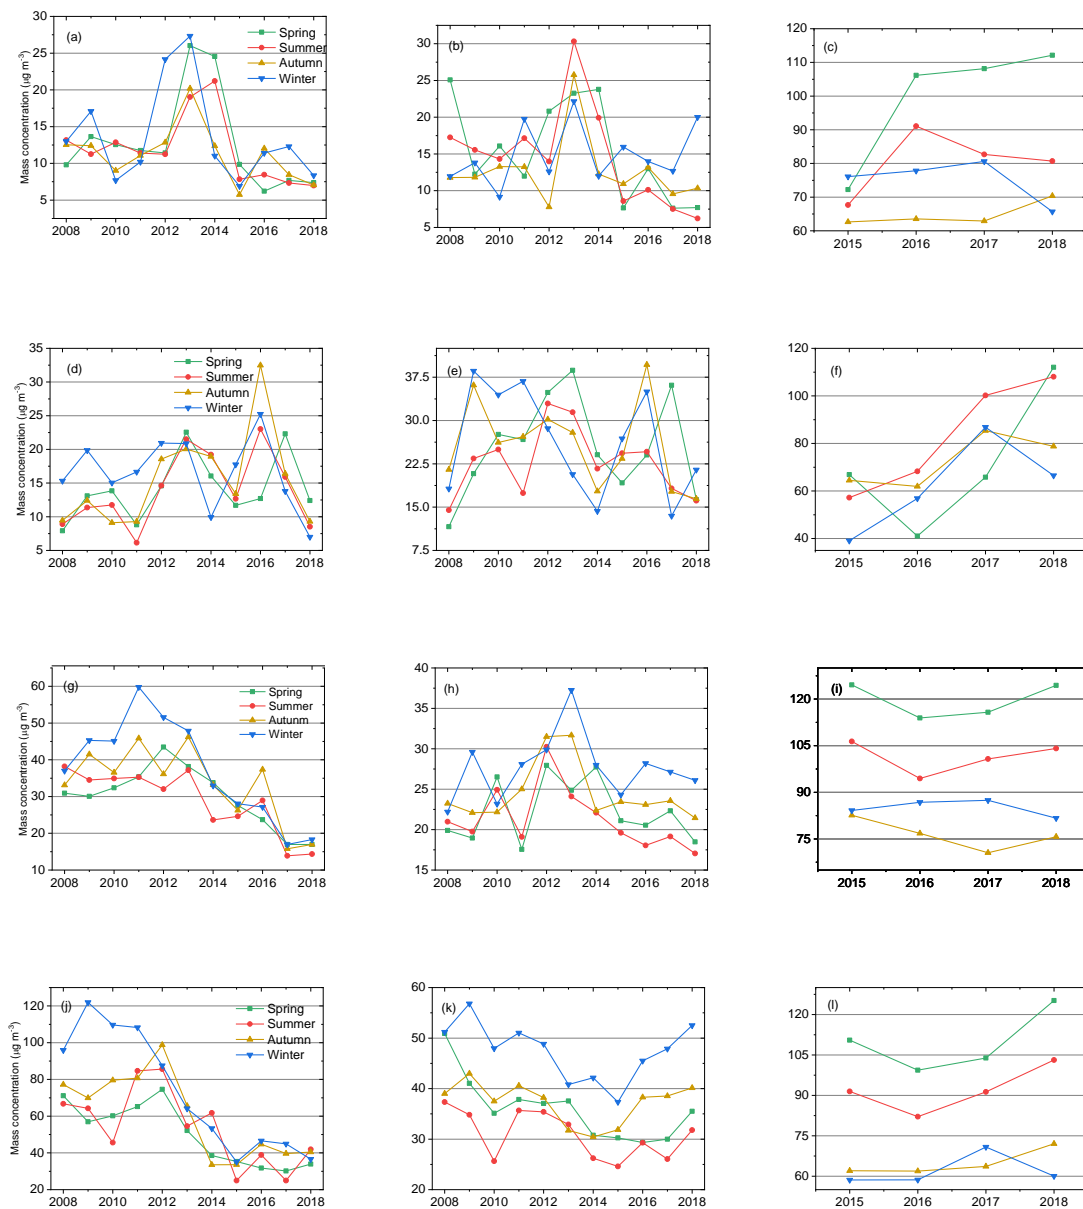 (a)
Mass concentration (µg m⁻³)
30
25
20
15
10
5
2008 2010 2012 2014 2016 2018
Spring
Summer
Autumn
Winter
(b)
30
25
20
15
10
5
2008 2010 2012 2014 2016 2018
(c)
120
110
100
90
80
70
60
2015 2016 2017 2018
(d)
Mass concentration (µg m⁻³)
35
30
25
20
15
10
5
2008 2010 2012 2014 2016 2018
Spring
Summer
Autumn
Winter
(e)
37.5
30.0
22.5
15.0
7.5
2008 2010 2012 2014 2016 2018
(f)
120
100
80
60
40
2015 2016 2017 2018
(g)
Mass concentration (µg m⁻³)
60
50
40
30
20
10
2008 2010 2012 2014 2016 2018
Spring
Summer
Autunm
Winter
(h)
40
35
30
25
20
15
2008 2010 2012 2014 2016 2018
(i)
120
105
90
75
2015 2016 2017 2018
(j)
Mass concentration (µg m⁻³)
120
100
80
60
40
20
2008 2010 2012 2014 2016 2018
Spring
Summer
Autumn
Winter
(k)
60
50
40
30
20
2008 2010 2012 2014 2016 2018
(l)
120
105
90
75
60
2015 2016 2017 2018